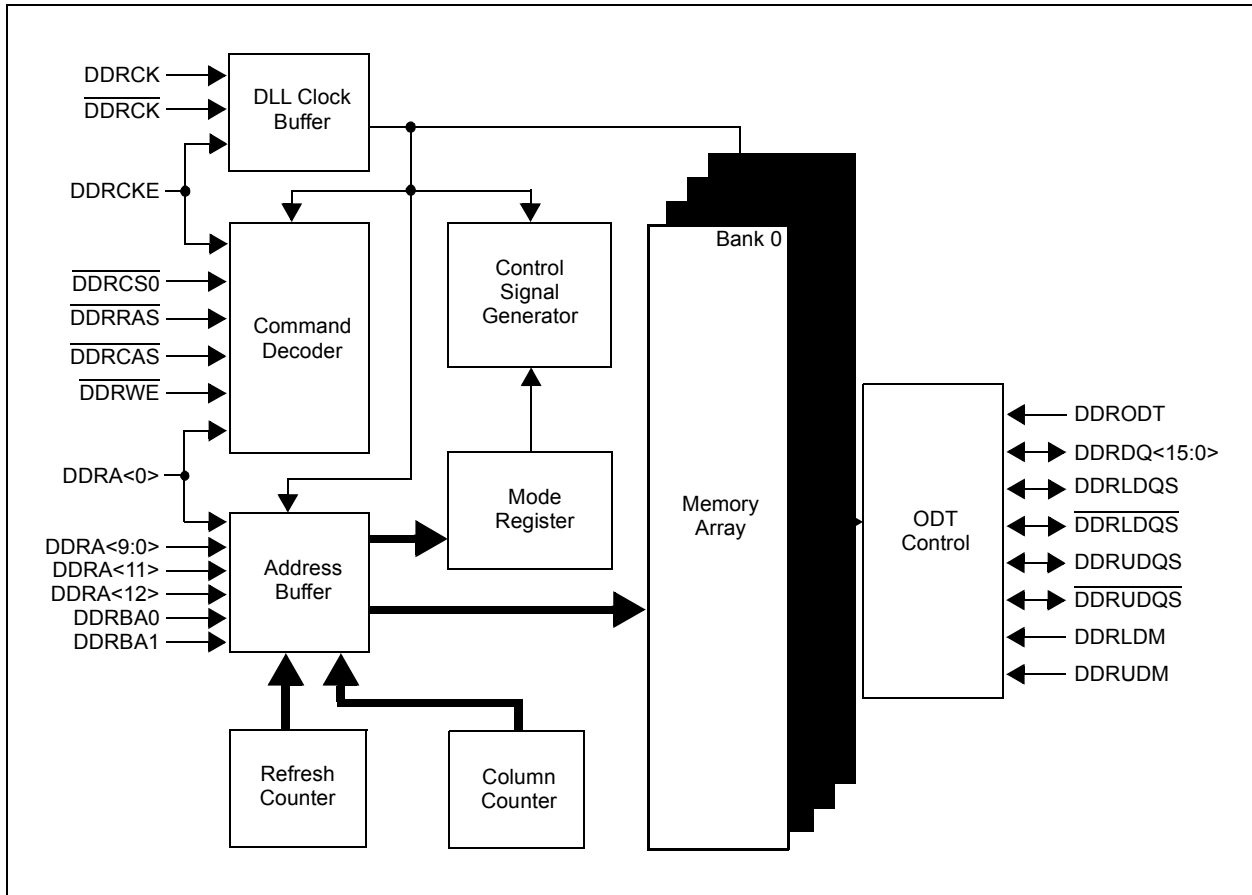 DDRCK
DDRCK
DDRCKE
DDRCS0
DDRRAS
DDRCAS
DDRWE
DDRA<0>
DDRA<9:0>
DDRA<11>
DDRA<12>
DDRBA0
DDRBA1
DLL Clock
Buffer
Command
Decoder
Address
Buffer
Refresh
Counter
Control
Signal
Generator
Mode
Register
Column
Counter
Bank 0
Memory
Array
ODT
Control
DDRODT
DDRDQ<15:0>
DDRLDQS
DDRLDQS
DDRUDQS
DDRUDQS
DDRLDM
DDRUDM